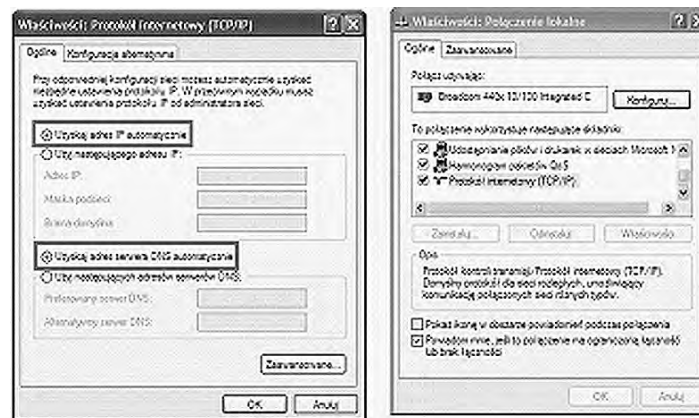 Właściwości: Protokół internetowy (TCP/IP)
Ogólne
Konfiguracja alternatywna
Przy odpowiedniej konfiguracji sieci możesz automatycznie uzyskać
niezbędne ustawienia protokołu IP. W przeciwnym wypadku musisz
uzyskać ustawienia protokołu IP od administratora sieci.
Uzyskaj adres IP automatycznie
Użyj następującego adresu IP:
Adres IP:
Maska podsieci:
Brama domyślna:
Uzyskaj adres serwera DNS automatycznie
Użyj następujących adresów serwerów DNS:
Preferowany serwer DNS:
Alternatywny serwer DNS:
Zaawansowane...
OK
Anuluj
Właściwości: Połączenie lokalne
Ogólne
Zaawansowane
Połącz używając:
Broadcom 440x 10/100 Integrated C
Konfiguruj...
To połączenie wykorzystuje następujące składniki:
Udostępnianie plików i drukarek w sieciach Microsoft N
Harmonogram pakietów QoS
Protokół internetowy (TCP/IP)
Zainstaluj...
Odinstaluj
Właściwości
Opis
Protokół kontroli transmisji/Protokół internetowy (TCP/IP).
Domyślny protokół dla sieci rozległych, umożliwiający
komunikację połączonych sieci różnych typów.
Pokaż ikonę w obszarze powiadomień podczas połączenia
Powiadom mnie, jeśli to połączenie ma ograniczoną łączność
lub brak łączności
OK
Anuluj